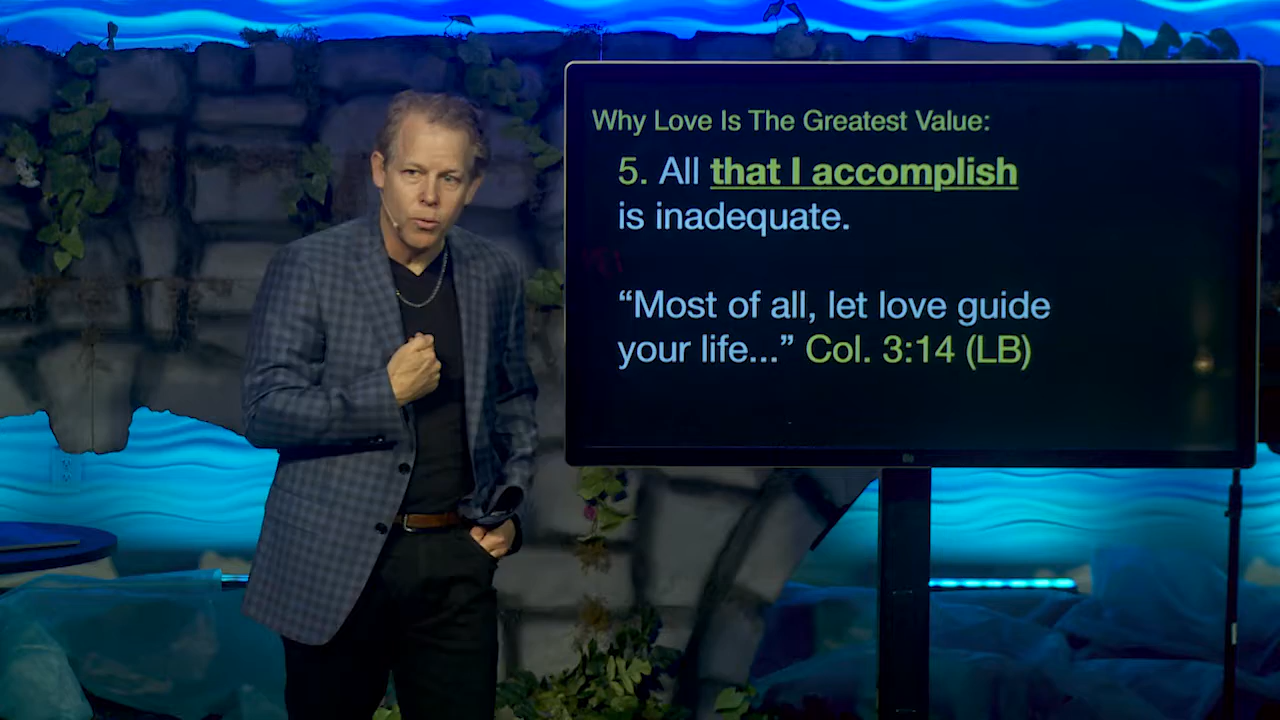 Why Love Is The Greatest Value:
5. All that I accomplish
is inadequate.
“Most of all, let love guide
your life...” Col. 3:14 (LB)